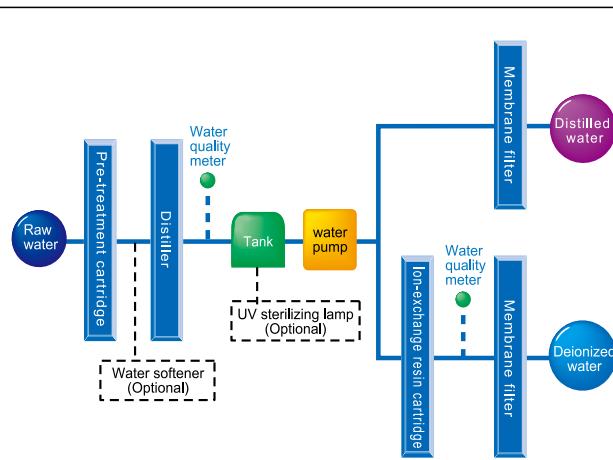 Raw
water
Pre-treatment cartridge
Water softener
(Optional)
Distiller
Water
quality
meter
Tank
UV sterilizing lamp
(Optional)
water
pump
Membrane filter
Distilled
water
Ion-exchange resin cartridge
Water
quality
meter
Membrane filter
Deionized
water